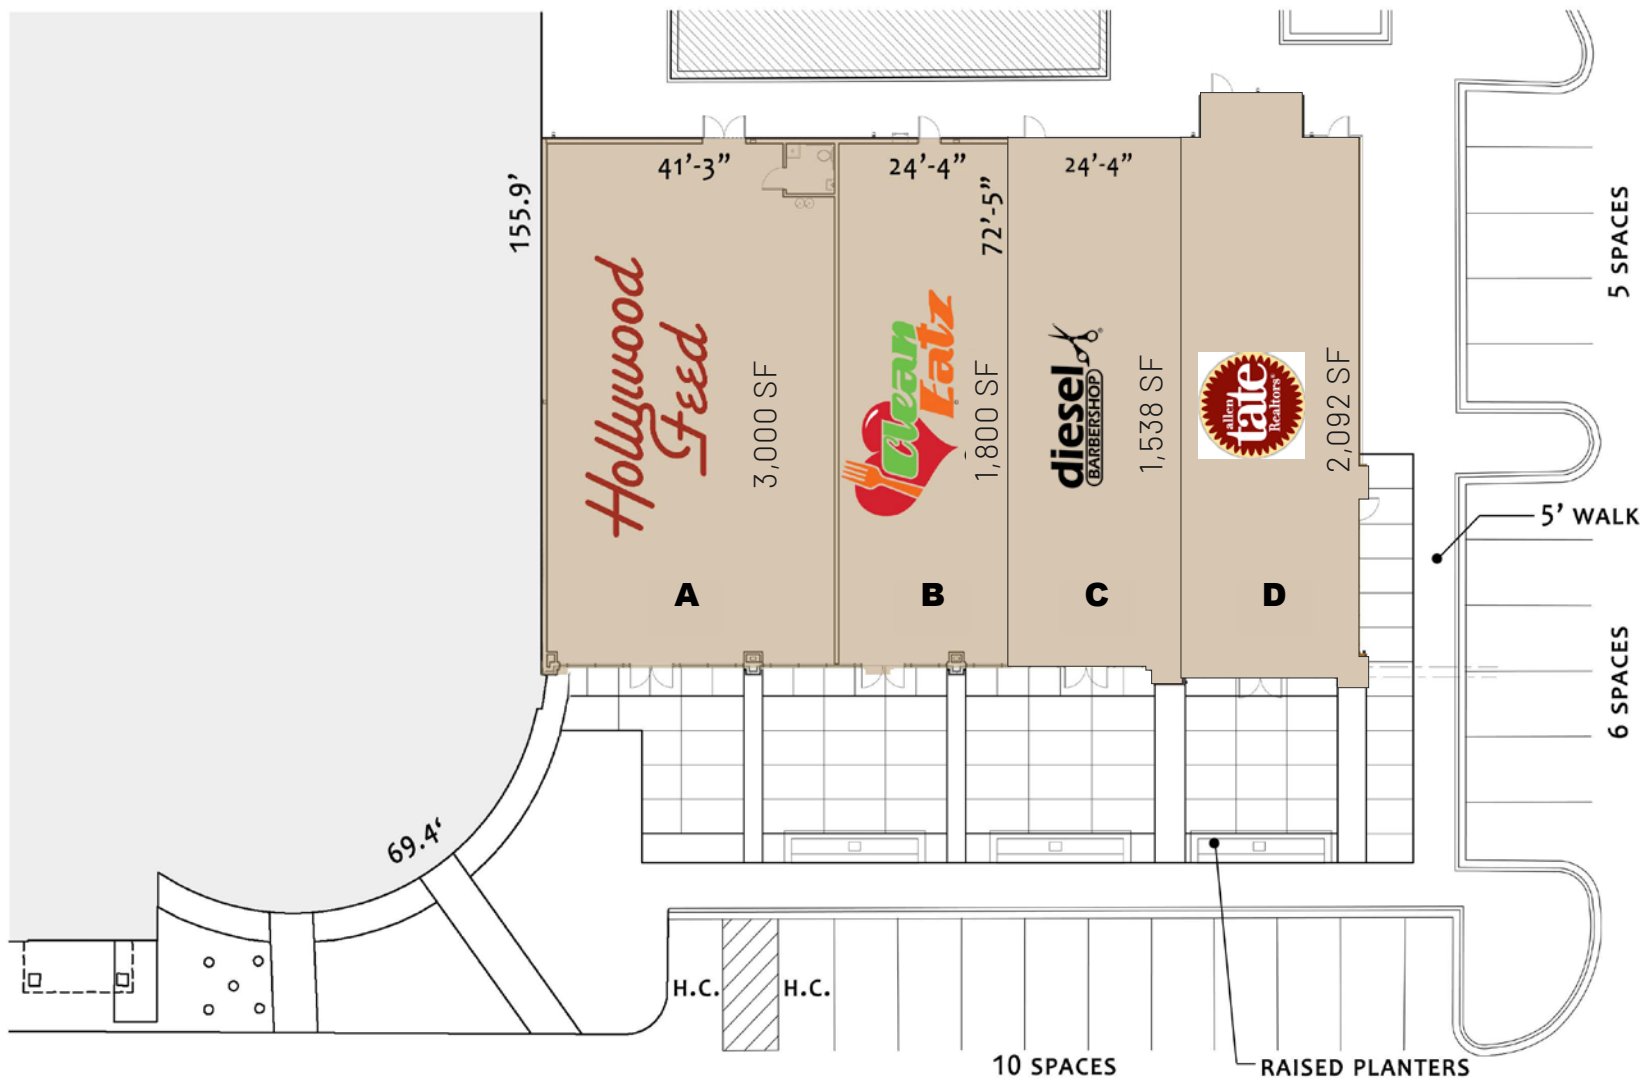 41'-3”
24'-4”
24'-4”
155.9'
72'-5”
5 SPACES
Hollywood
Feed
3,000 SF
Clean
Eatz
1,800 SF
diesel
BARBERSHOP
1,538 SF
allen
tate
Realtors®
2,092 SF
5' WALK
A
B
C
D
6 SPACES
69.4‘
H.C.
H.C.
10 SPACES
RAISED PLANTERS